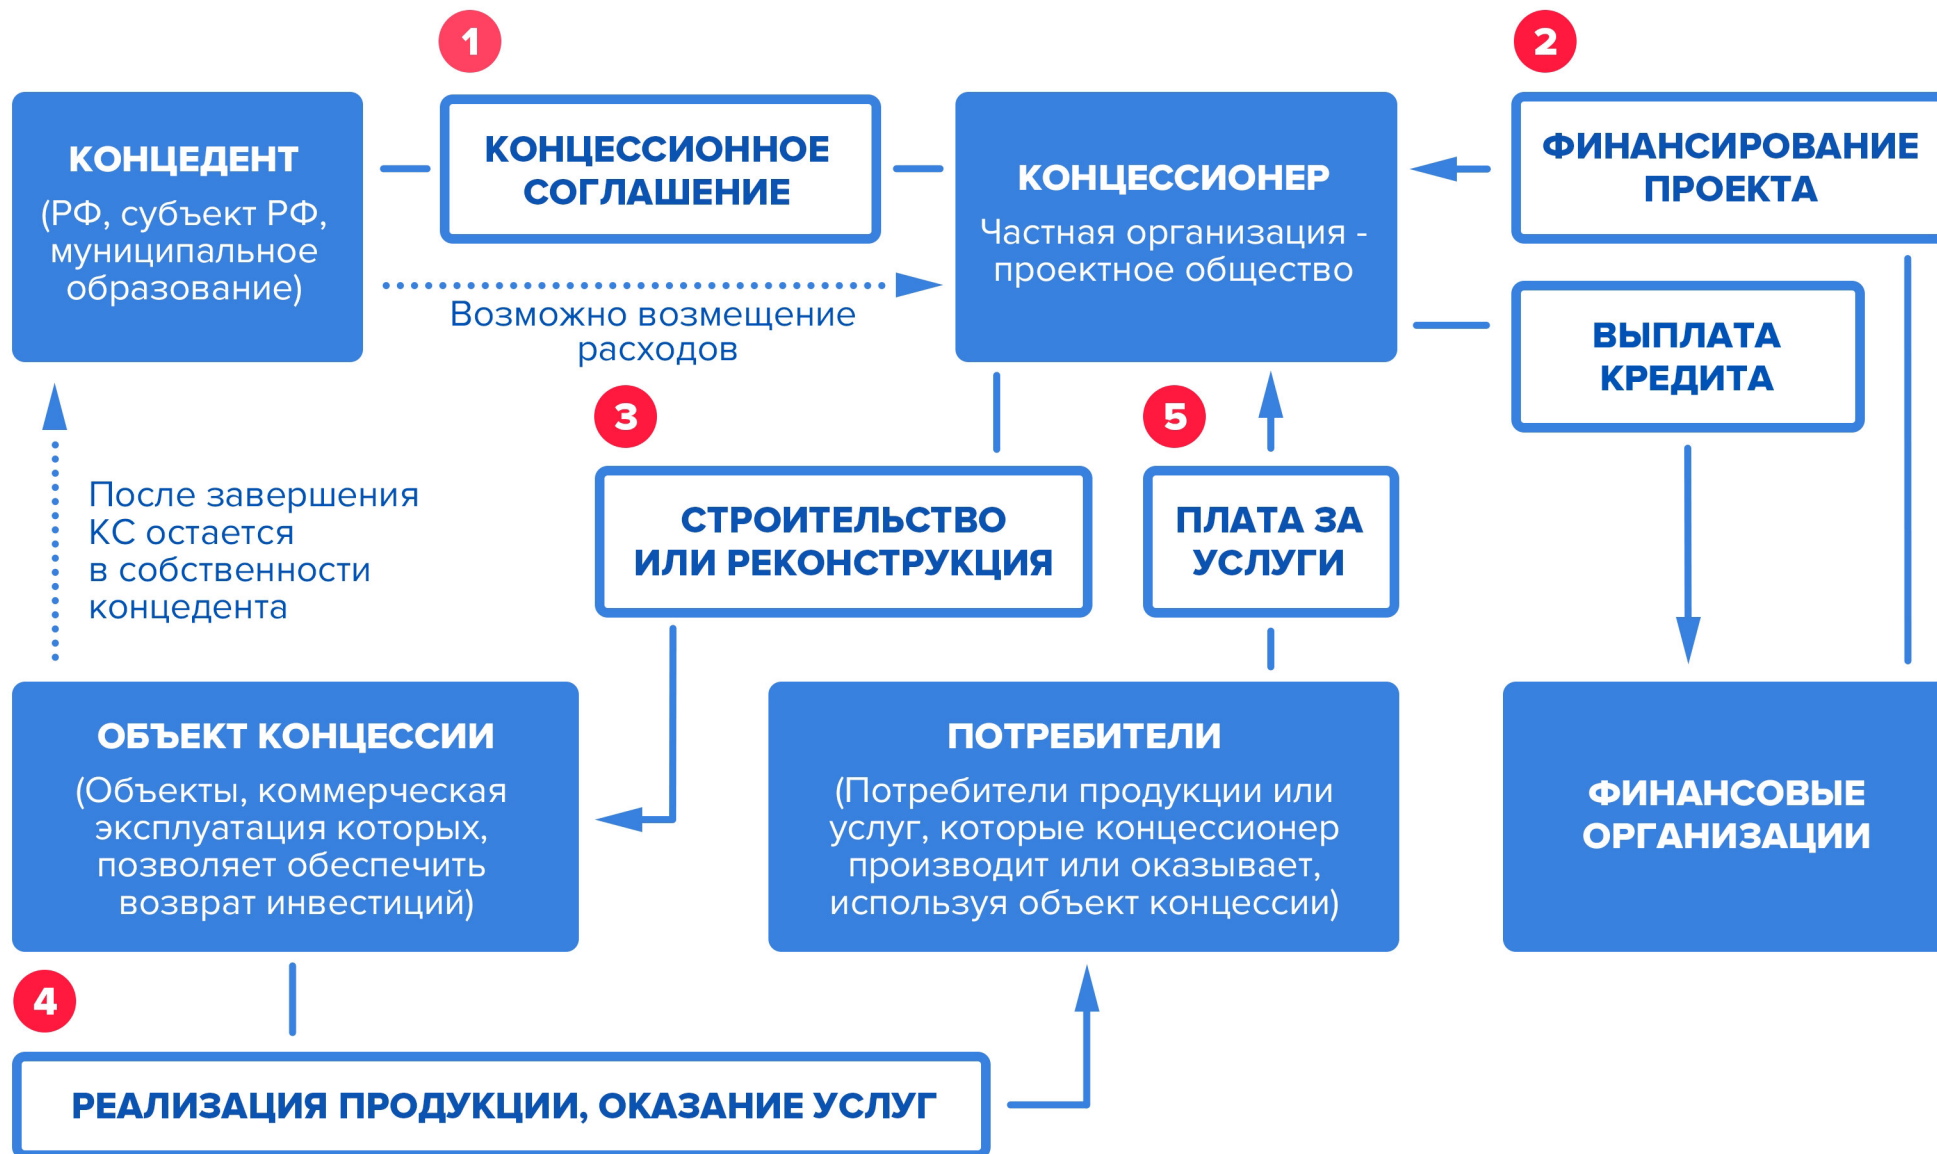 1
2
КОНЦЕДЕНТ
(РФ, субъект РФ,
муниципальное
образование)
КОНЦЕССИОННОЕ
СОГЛАШЕНИЕ
КОНЦЕССИОНЕР
Частная организация -
проектное общество
ФИНАНСИРОВАНИЕ
ПРОЕКТА
Возможно возмещение
расходов
ВЫПЛАТА
КРЕДИТА
3
5
После завершения
КС остается
в собственности
концедента
СТРОИТЕЛЬСТВО
ИЛИ РЕКОНСТРУКЦИЯ
ПЛАТА ЗА
УСЛУГИ
ОБЪЕКТ КОНЦЕССИИ
(Объекты, коммерческая
эксплуатация которых,
позволяет обеспечить
возврат инвестиций)
ПОТРЕБИТЕЛИ
(Потребители продукции или
услуг, которые концессионер
производит или оказывает,
используя объект концессии)
ФИНАНСОВЫЕ
ОРГАНИЗАЦИИ
4
РЕАЛИЗАЦИЯ ПРОДУКЦИИ, ОКАЗАНИЕ УСЛУГ